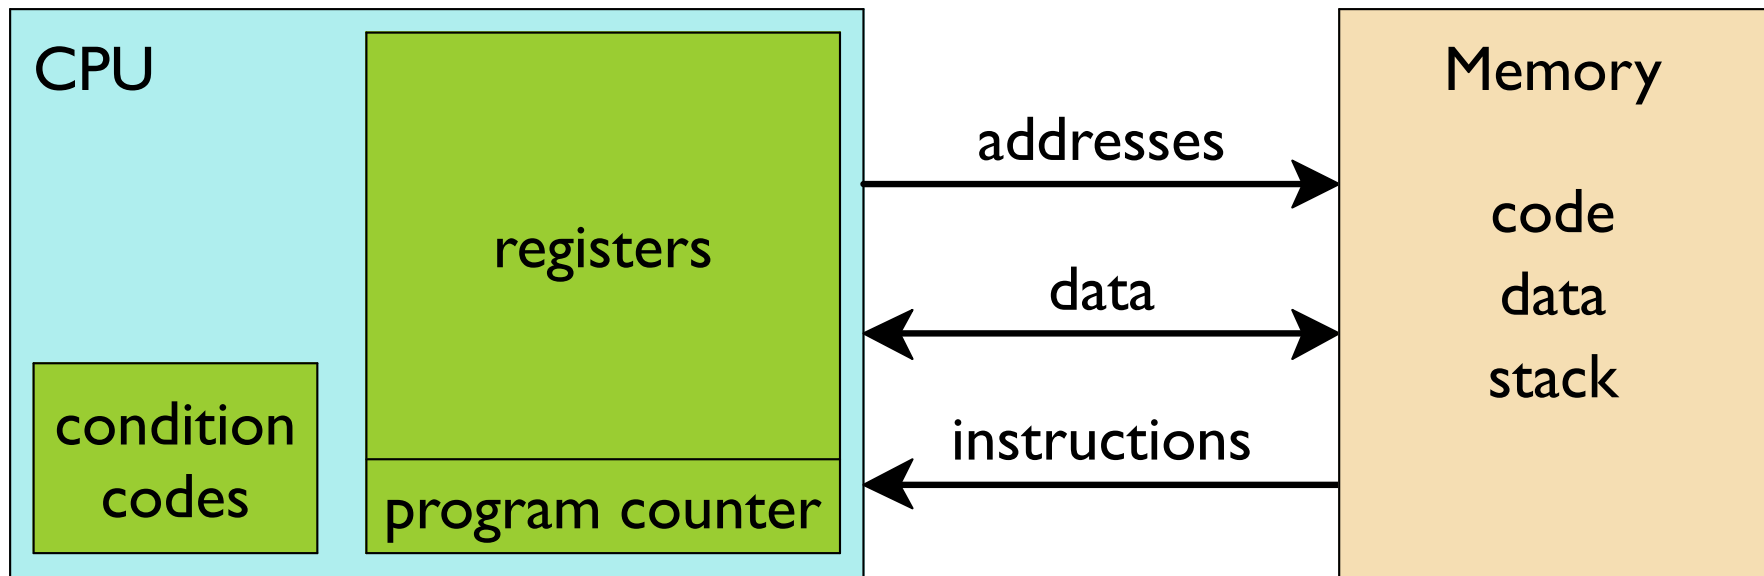 CPU
registers
condition
codes
program counter
addresses
data
instructions
Memory
code
data
stack